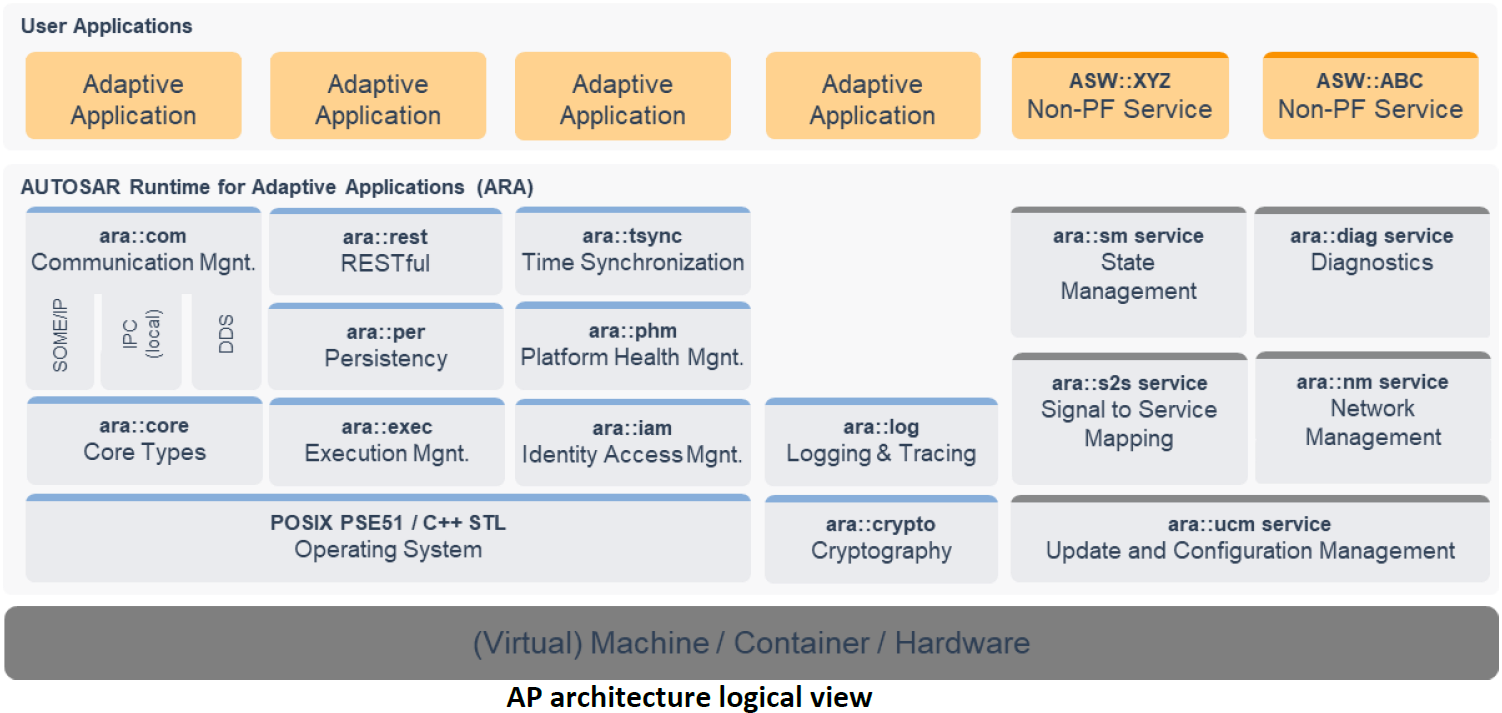 User Applications
Adaptive
Application
Adaptive
Application
Adaptive
Application
Adaptive
Application
ASW::XYZ
Non-PF Service
ASW::ABC
Non-PF Service
AUTOSAR Runtime for Adaptive Applications (ARA)
ara::com
Communication Mgnt.
SOME/IP
IPC
(local)
DDS
ara::rest
RESTful
ara::tsync
Time Synchronization
ara::per
Persistency
ara::phm
Platform Health Mgnt.
ara::sm service
State
Management
ara::diag service
Diagnostics
ara::s2s service
Signal to Service
Mapping
ara::nm service
Network
Management
ara::core
Core Types
ara::exec
Execution Mgnt.
ara::iam
Identity Access Mgnt.
ara::log
Logging & Tracing
POSIX PSE51 / C++ STL
Operating System
ara::crypto
Cryptography
ara::ucm service
Update and Configuration Management
(Virtual) Machine / Container / Hardware
AP architecture logical view